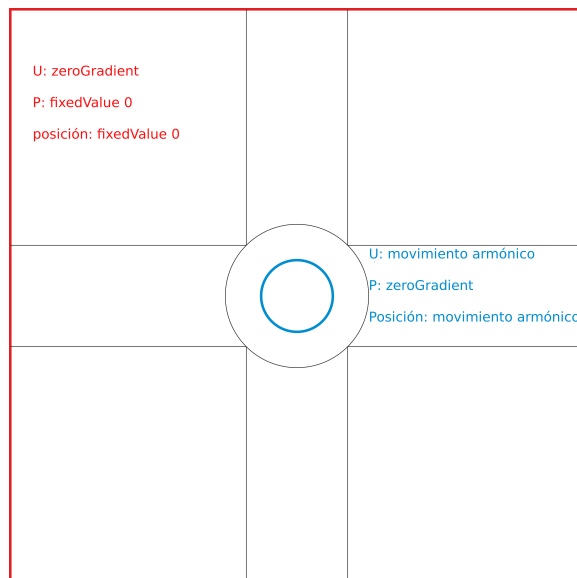 U: zeroGradient
P: fixedValue 0
posición: fixedValue 0
U: movimiento armónico
P: zeroGradient
Posición: movimiento armónico